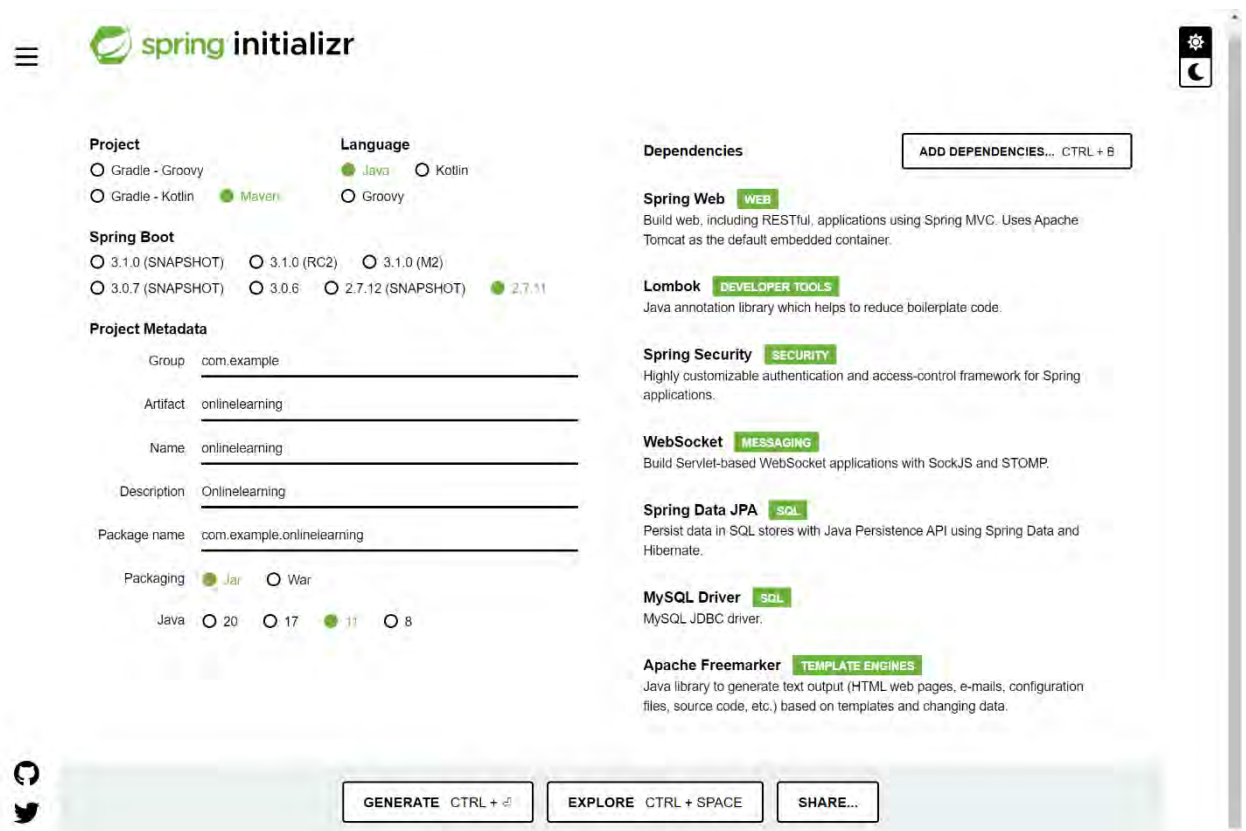 spring initializr
Project
Gradle - Groovy
Gradle - Kotlin Maven
Language
Java Kotlin
Groovy
Spring Boot
3.1.0 (SNAPSHOT) 3.1.0 (RC2) 3.1.0 (M2)
3.0.7 (SNAPSHOT) 3.0.6 2.7.12 (SNAPSHOT) 2.7.11
Project Metadata
Group com.example
Artifact onlinelearning
Name onlinelearning
Description Onlinelearning
Package name com.example.onlinelearning
Packaging Jar War
Java 20 17 11 8
Dependencies ADD DEPENDENCIES... CTRL + B
Spring Web WEB
Build web, including RESTful, applications using Spring MVC. Uses Apache
Tomcat as the default embedded container.
Lombok DEVELOPER TOOLS
Java annotation library which helps to reduce boilerplate code.
Spring Security SECURITY
Highly customizable authentication and access-control framework for Spring
applications.
WebSocket MESSAGING
Build Servlet-based WebSocket applications with SockJS and STOMP.
Spring Data JPA SQL
Persist data in SQL stores with Java Persistence API using Spring Data and
Hibernate.
MySQL Driver SQL
MySQL JDBC driver.
Apache Freemarker TEMPLATE ENGINES
Java library to generate text output (HTML web pages, e-mails, configuration
files, source code, etc.) based on templates and changing data.
GENERATE CTRL + ⏎ EXPLORE CTRL + SPACE SHARE...